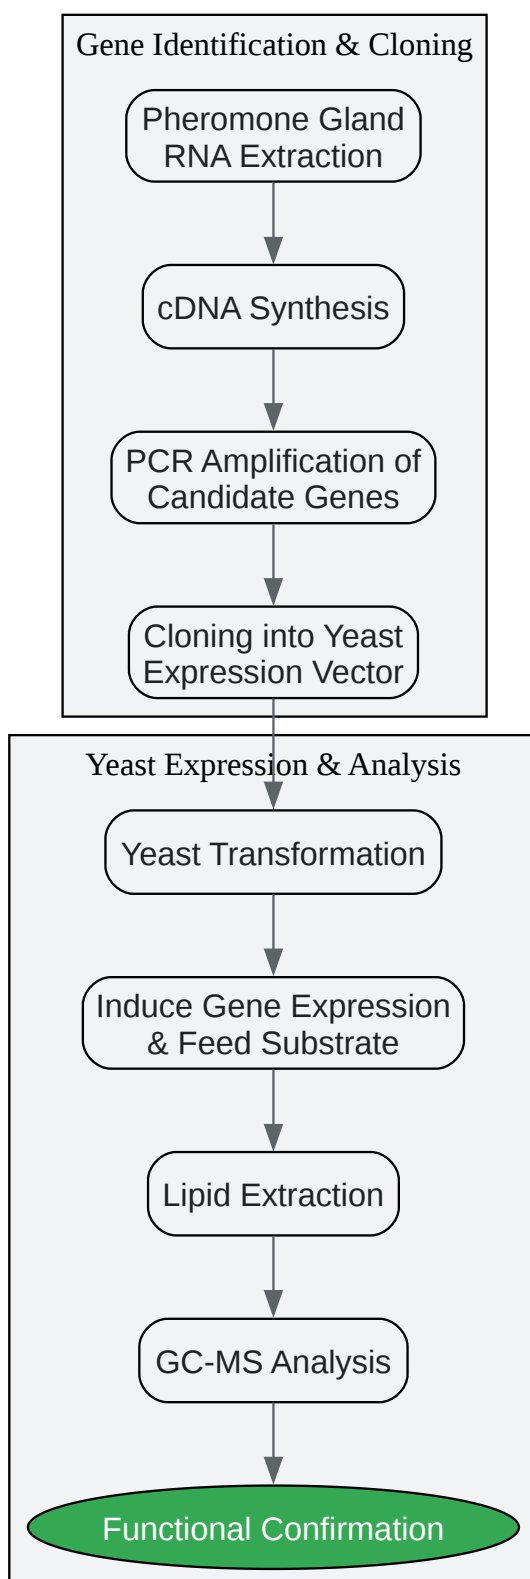 Gene Identification & Cloning
Pheromone Gland
RNA Extraction
cDNA Synthesis
PCR Amplification of
Candidate Genes
Cloning into Yeast
Expression Vector
Yeast Expression & Analysis
Yeast Transformation
Induce Gene Expression
& Feed Substrate
Lipid Extraction
GC-MS Analysis
Functional Confirmation